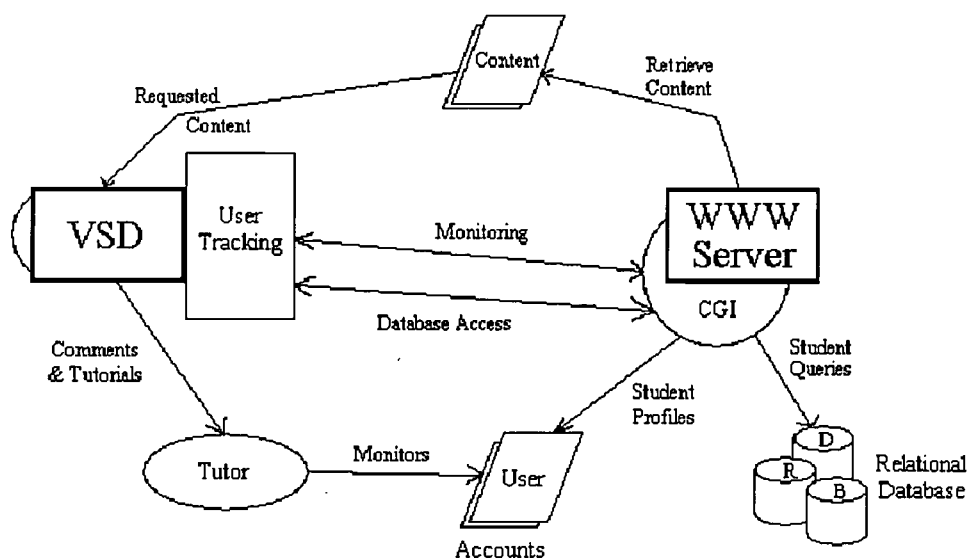 Content
Retrieve
Content
Requested
Content
VSD
User
Tracking
Monitoring
WWW
Server
CGI
Database Access
Comments
& Tutorials
Student
Profiles
Student
Queries
Tutor
Monitors
User
Accounts
D
R
B
Relational
Database